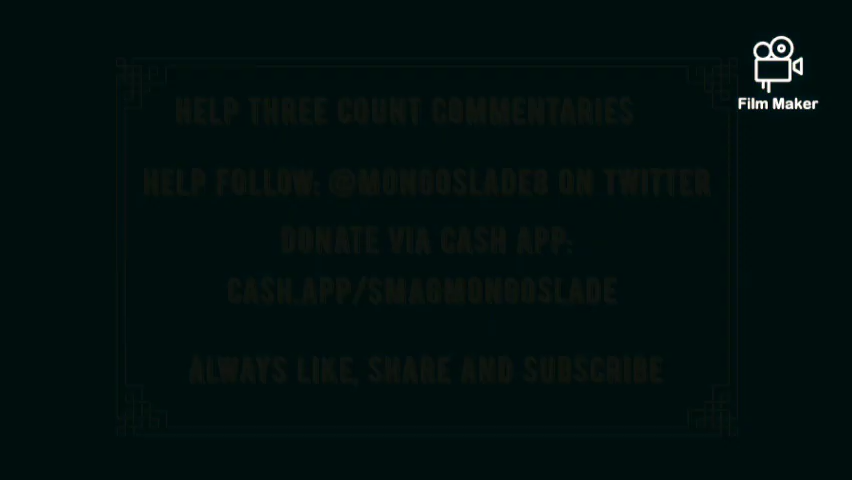 Film Maker
HELP THREE COUNT COMMENTARIES
HELP FOLLOW: @MONGOSLADE8 ON TWITTER
DONATE VIA CASH APP:
CASH.APP/SMAGMONGOSLADE
ALWAYS LIKE, SHARE AND SUBSCRIBE